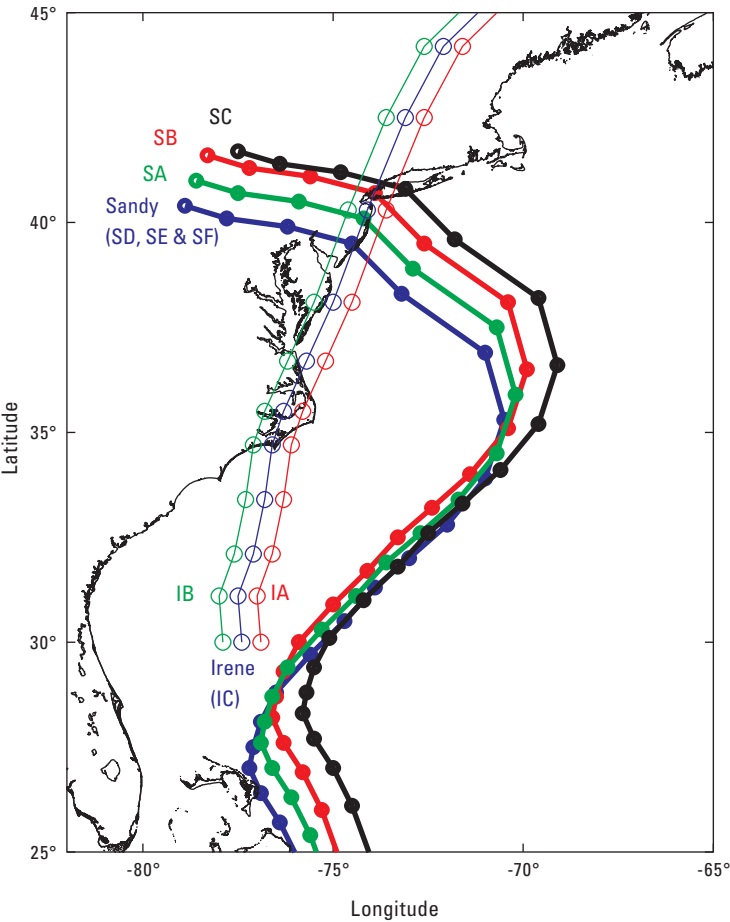 45°
SC
SB
SA
40°
Sandy
(SD, SE & SF)
Latitude
35°
IB
IA
30°
Irene
(IC)
25°
-80°
-75°
-70°
-65°
Longitude